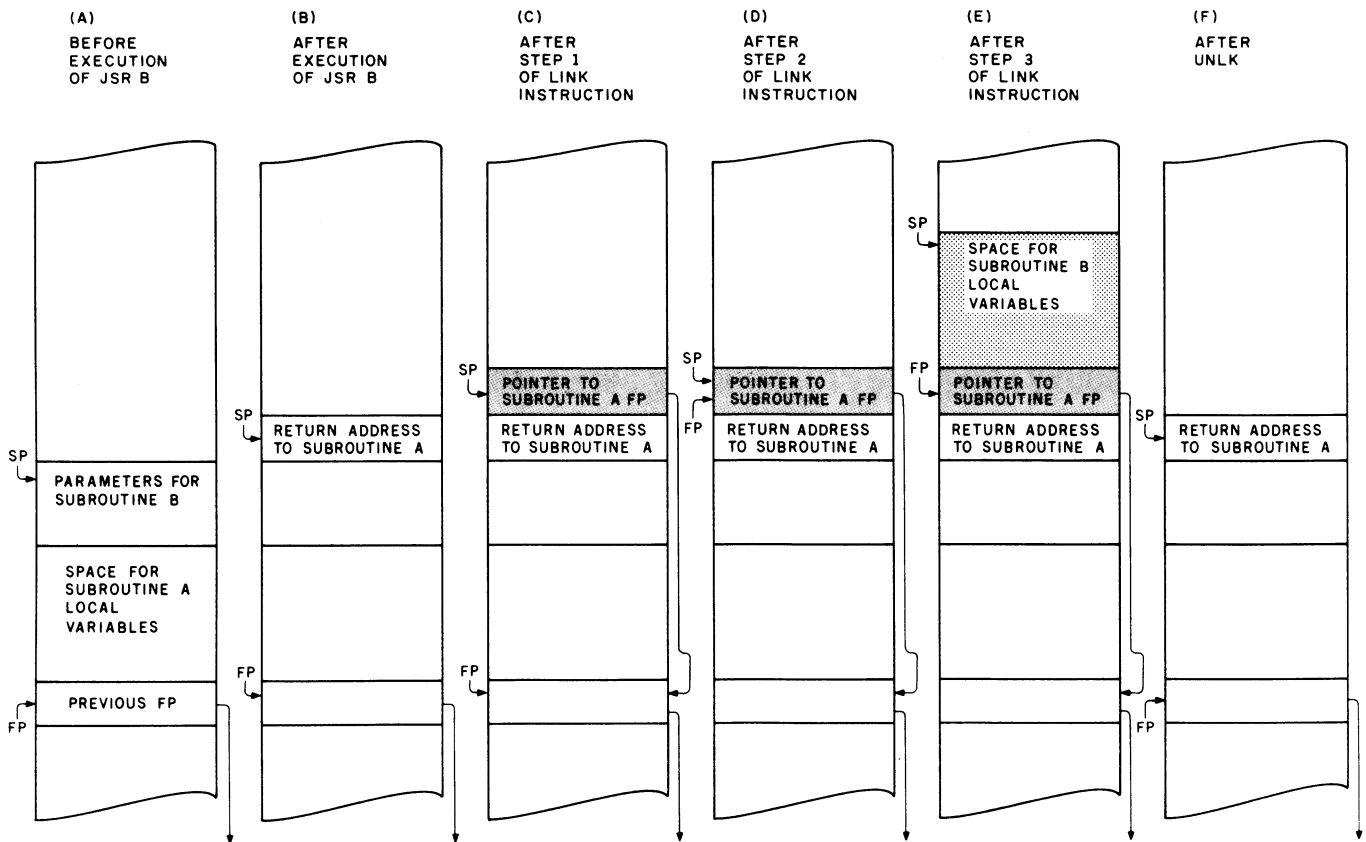 (A)
BEFORE
EXECUTION
OF JSR B
(B)
AFTER
EXECUTION
OF JSR B
(C)
AFTER
STEP 1
OF LINK
INSTRUCTION
(D)
AFTER
STEP 2
OF LINK
INSTRUCTION
(E)
AFTER
STEP 3
OF LINK
INSTRUCTION
(F)
AFTER
UNLK
SP
PARAMETERS FOR
SUBROUTINE B
SPACE FOR
SUBROUTINE A
LOCAL
VARIABLES
PREVIOUS FP
FP
SP
RETURN ADDRESS
TO SUBROUTINE A
FP
SP
POINTER TO
SUBROUTINE A FP
RETURN ADDRESS
TO SUBROUTINE A
FP
SP
POINTER TO
SUBROUTINE A FP
FP
RETURN ADDRESS
TO SUBROUTINE A
SP
SPACE FOR
SUBROUTINE B
LOCAL
VARIABLES
FP
POINTER TO
SUBROUTINE A FP
RETURN ADDRESS
TO SUBROUTINE A
SP
RETURN ADDRESS
TO SUBROUTINE A
FP